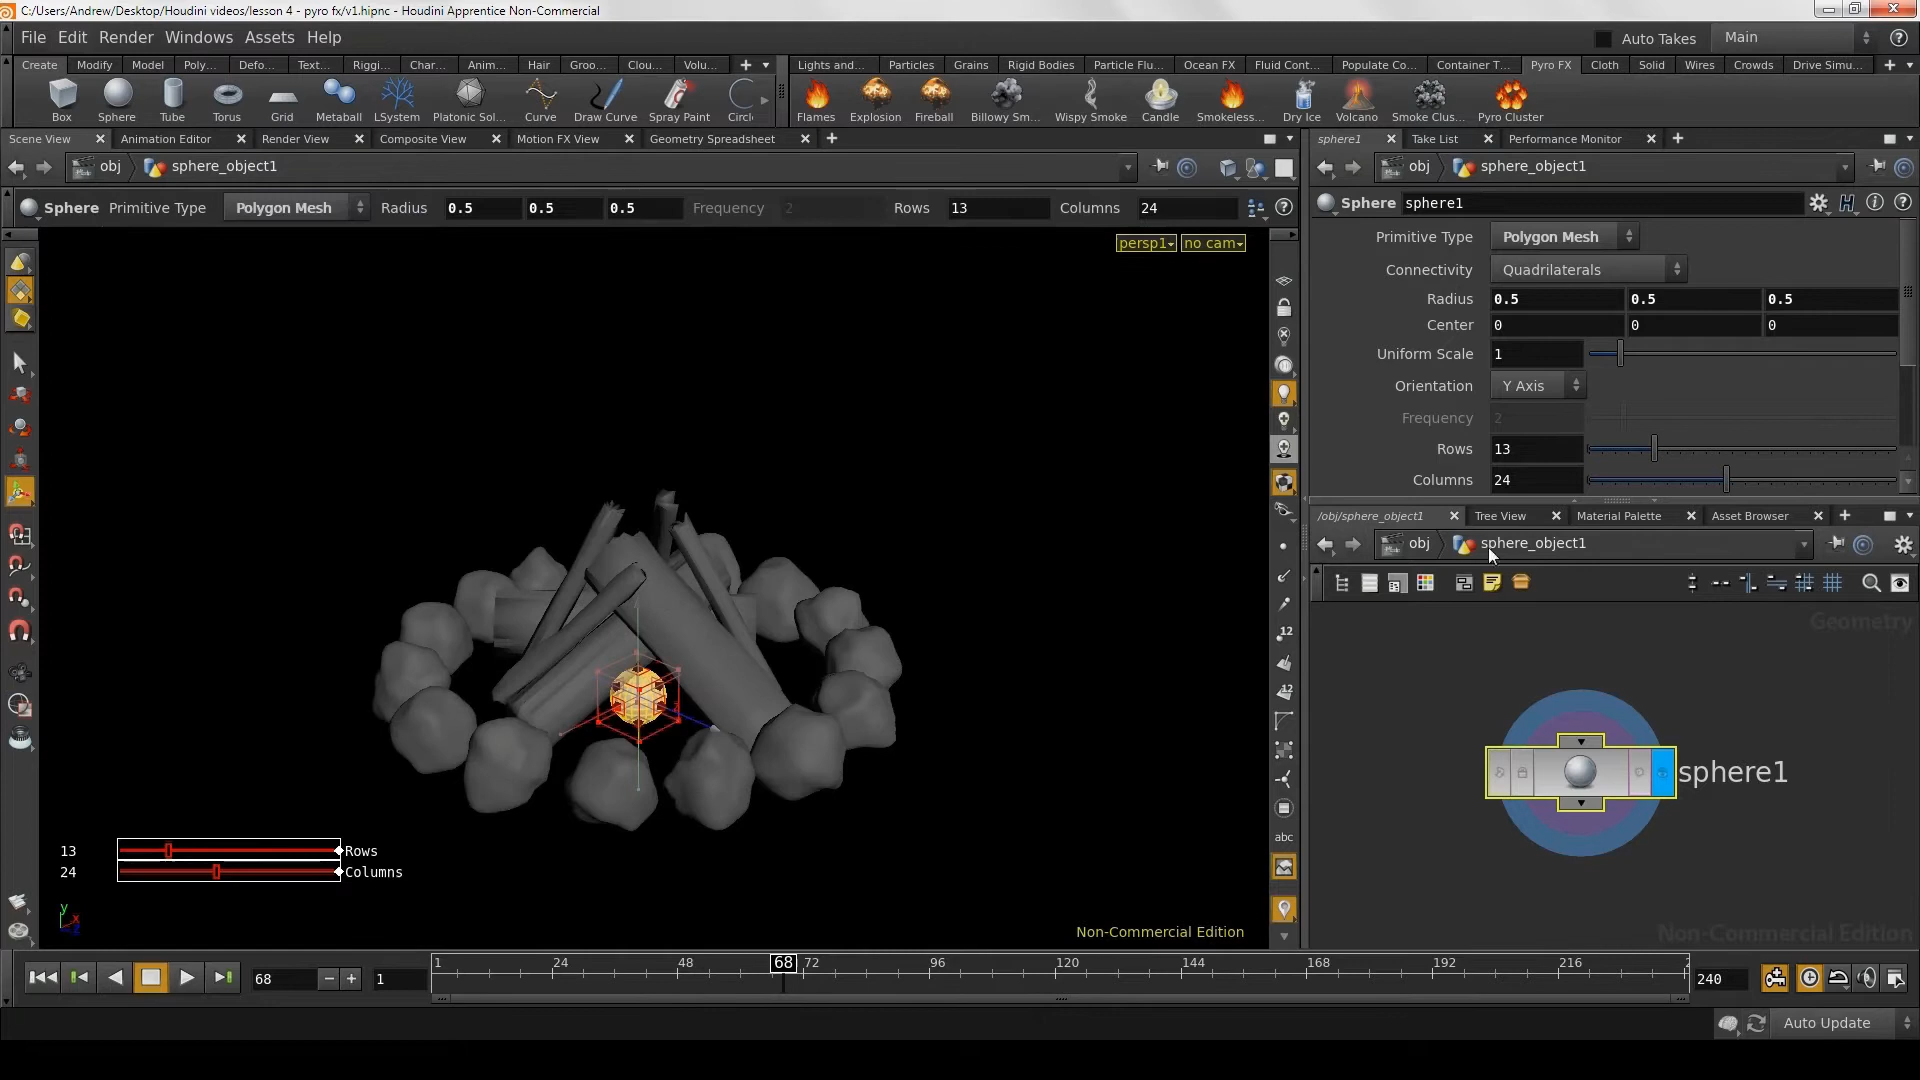 C:/Users/Andrew/Desktop/Houdini videos/lesson 4 - pyro fx/v1.hipnc - Houdini Apprentice Non-Commercial
File Edit Render Windows Assets Help
Auto Takes Main
Create Modify Model Poly... Defo... Text... Riggi... Char... Anim... Hair Groo... Clou... Volu...
Lights and... Particles Grains Rigid Bodies Particle Flu... Ocean FX Fluid Cont... Populate Co... Container T... Pyro FX Cloth Solid Wires Crowds Drive Simu...
Box Sphere Tube Torus Grid Metaball LSystem Platonic Sol... Curve Draw Curve Spray Paint Circl
Flames Explosion Fireball Billowy Sm... Wispy Smoke Candle Smokeless... Dry Ice Volcano Smoke Clus... Pyro Cluster
Scene View Animation Editor Render View Composite View Motion FX View Geometry Spreadsheet
sphere1 Take List Performance Monitor
obj sphere_object1
obj sphere_object1
Sphere Primitive Type Polygon Mesh Radius 0.5 0.5 0.5 Frequency 2 Rows 13 Columns 24
Sphere sphere1
persp1 no cam
Primitive Type Polygon Mesh
Connectivity Quadrilaterals
Radius 0.5 0.5 0.5
Center 0 0 0
Uniform Scale 1
Orientation Y Axis
Frequency 2
Rows 13
Columns 24
/obj/sphere_object1 Tree View Material Palette Asset Browser
obj sphere_object1
Geometry
sphere1
12
12
abc
13 Rows
24 Columns
y x z
Non-Commercial Edition
Non-Commercial Edition
68 1
1 24 48 68 72 96 120 144 168 192 216 2
240
Auto Update